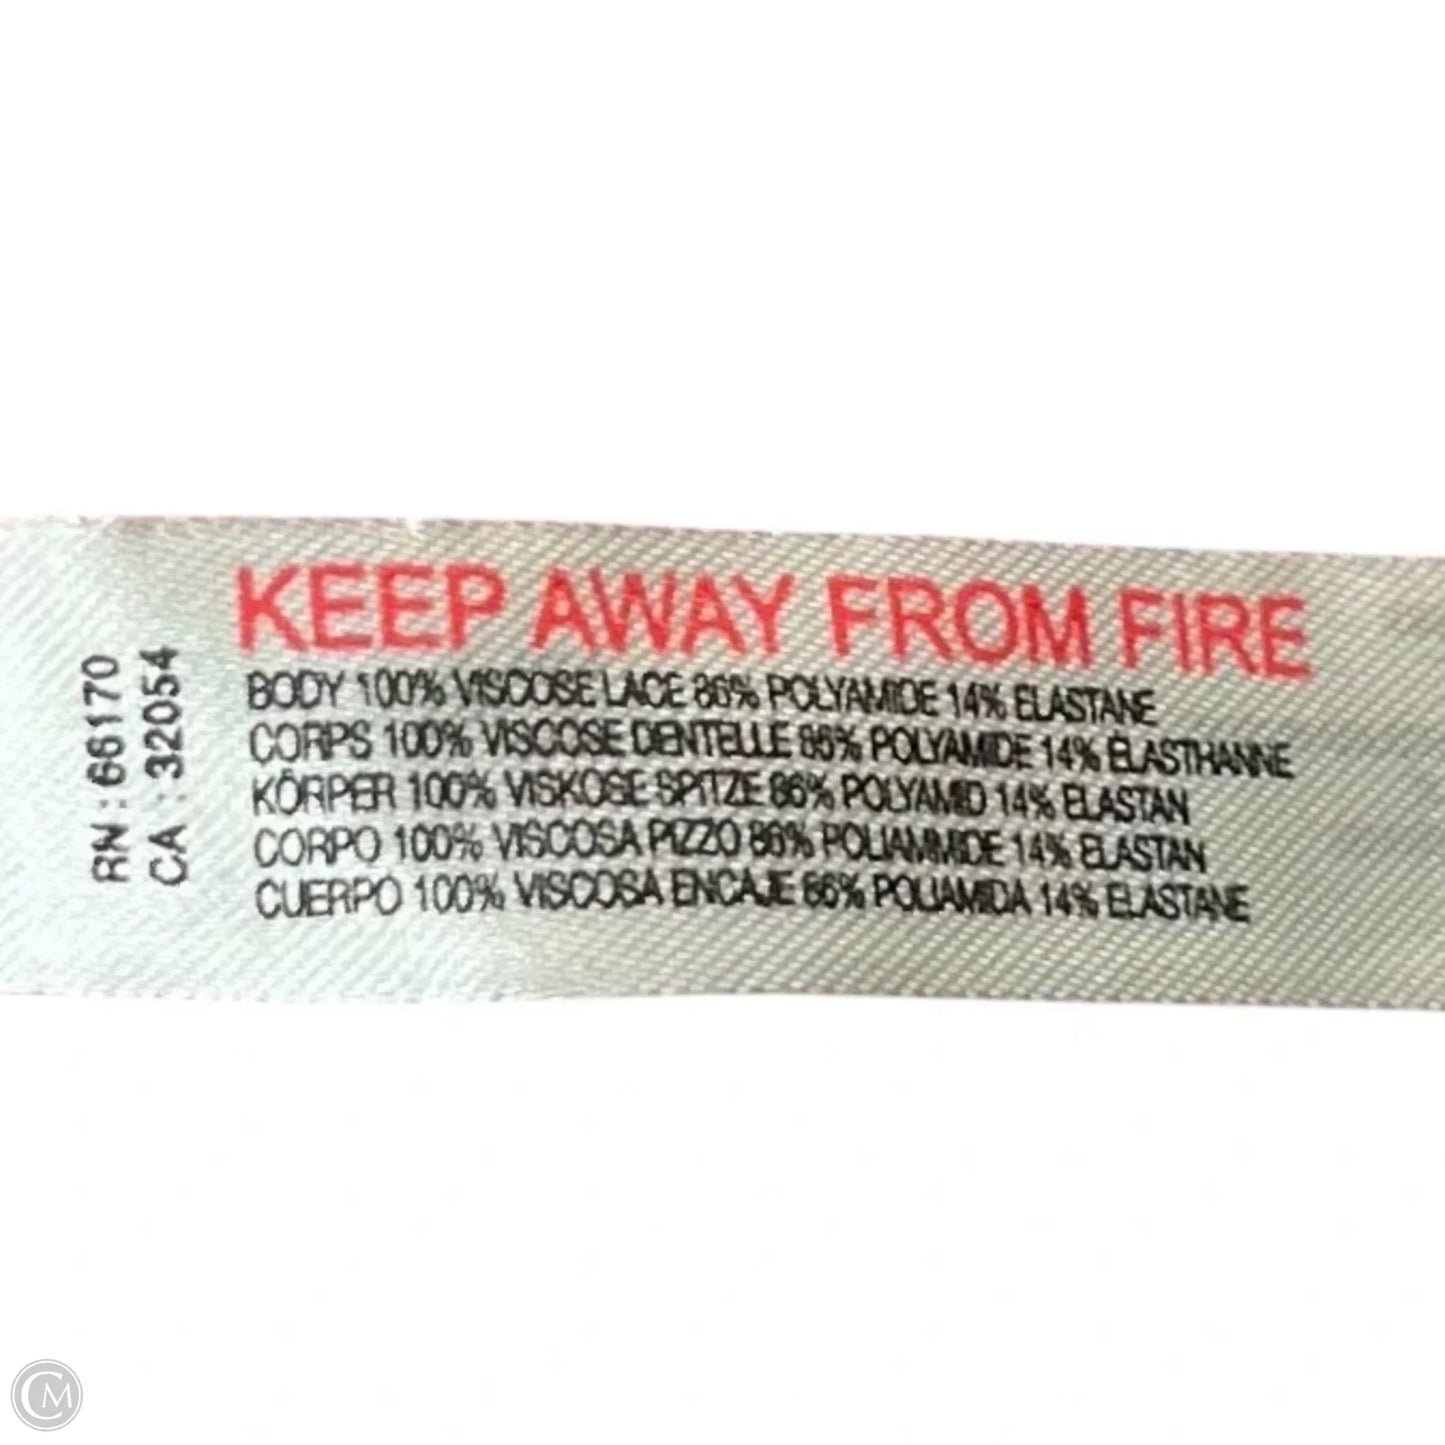 KEEP AWAY FROM FIRE
BODY 100% VISCOSE LACE 86% POLYAMIDE 14% ELASTANE
CORPS 100% VISCOSE DENTELLE 86% POLYAMIDE 14% ELASTHANNE
KÖRPER 100% VISKOSE SPITZE 86% POLYAMID 14% ELASTAN
CORPO 100% VISCOSA PIZZO 86% POLIAMMIDE 14% ELASTAN
CUERPO 100% VISCOSA ENCAJE 86% POLIAMIDA 14% ELASTANE
RN : 66170
CA : 32054
CM